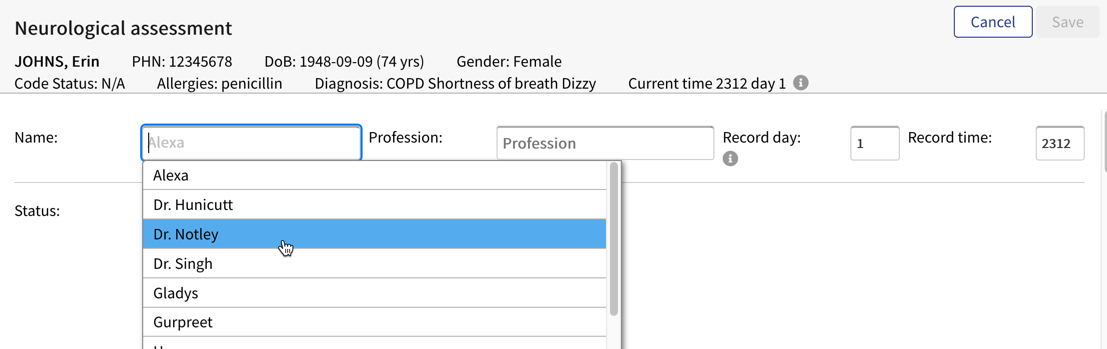 Neurological assessment
Cancel
Save
JOHNS, Erin PHN: 12345678 DoB: 1948-09-09 (74 yrs) Gender: Female
Code Status: N/A Allergies: penicillin Diagnosis: COPD Shortness of breath Dizzy Current time 2312 day 1
Name: Alexa Profession: Profession Record day: 1 Record time: 2312
Alexa
Dr. Hunicutt
Status:
Dr. Notley
Dr. Singh
Gladys
Gurpreet